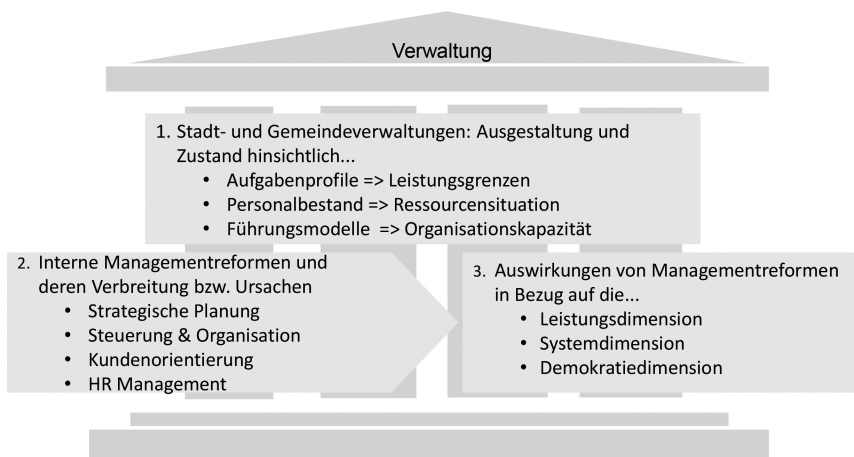 Verwaltung
1. Stadt- und Gemeindeverwaltungen: Ausgestaltung und
Zustand hinsichtlich...
• Aufgabenprofile => Leistungsgrenzen
• Personalbestand => Ressourcensituation
• Führungsmodelle => Organisationskapazität
2. Interne Managementreformen und
deren Verbreitung bzw. Ursachen
• Strategische Planung
• Steuerung & Organisation
• Kundenorientierung
• HR Management
3. Auswirkungen von Managementreformen
in Bezug auf die...
• Leistungsdimension
• Systemdimension
• Demokratiedimension